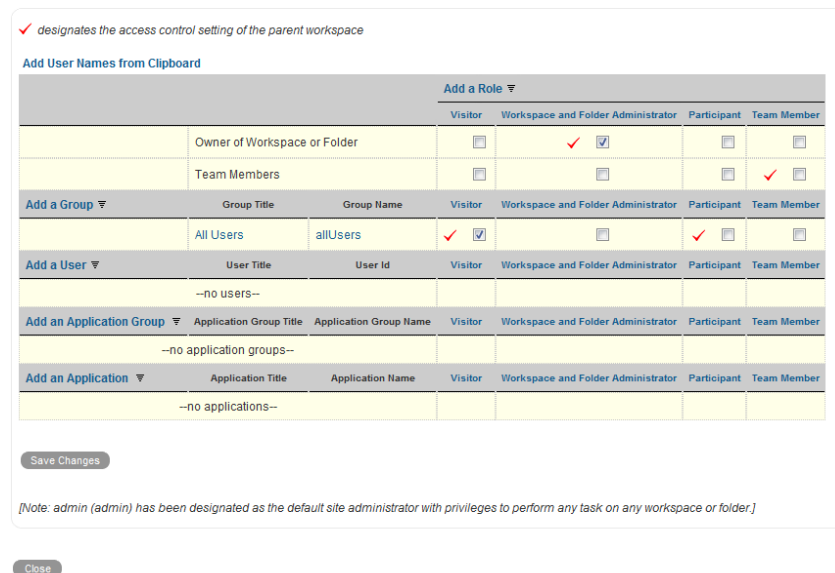 designates the access control setting of the parent workspace
Add User Names from Clipboard
Add a Role
Visitor Workspace and Folder Administrator Participant Team Member
Owner of Workspace or Folder
Team Members
Add a Group Group Title Group Name Visitor Workspace and Folder Administrator Participant Team Member
All Users allUsers
Add a User User Title User Id Visitor Workspace and Folder Administrator Participant Team Member
--no users--
Add an Application Group Application Group Title Application Group Name Visitor Workspace and Folder Administrator Participant Team Member
--no application groups--
Add an Application Application Title Application Name Visitor Workspace and Folder Administrator Participant Team Member
--no applications--
Save Changes
[Note: admin (admin) has been designated as the default site administrator with privileges to perform any task on any workspace or folder.]
Close